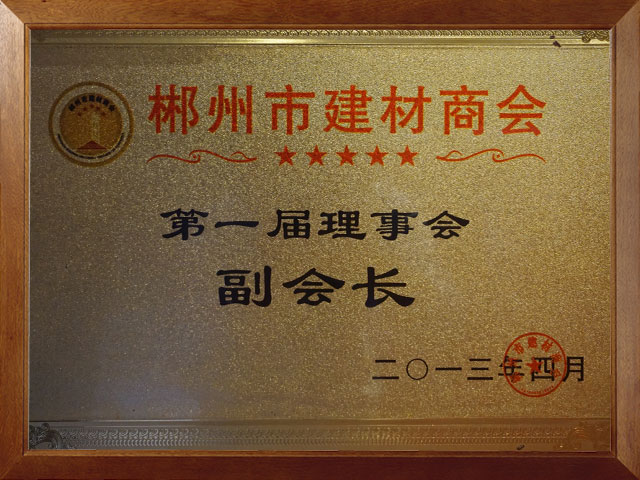 郴州市建材商会
第一届理事会
副会长
二〇一三年四月